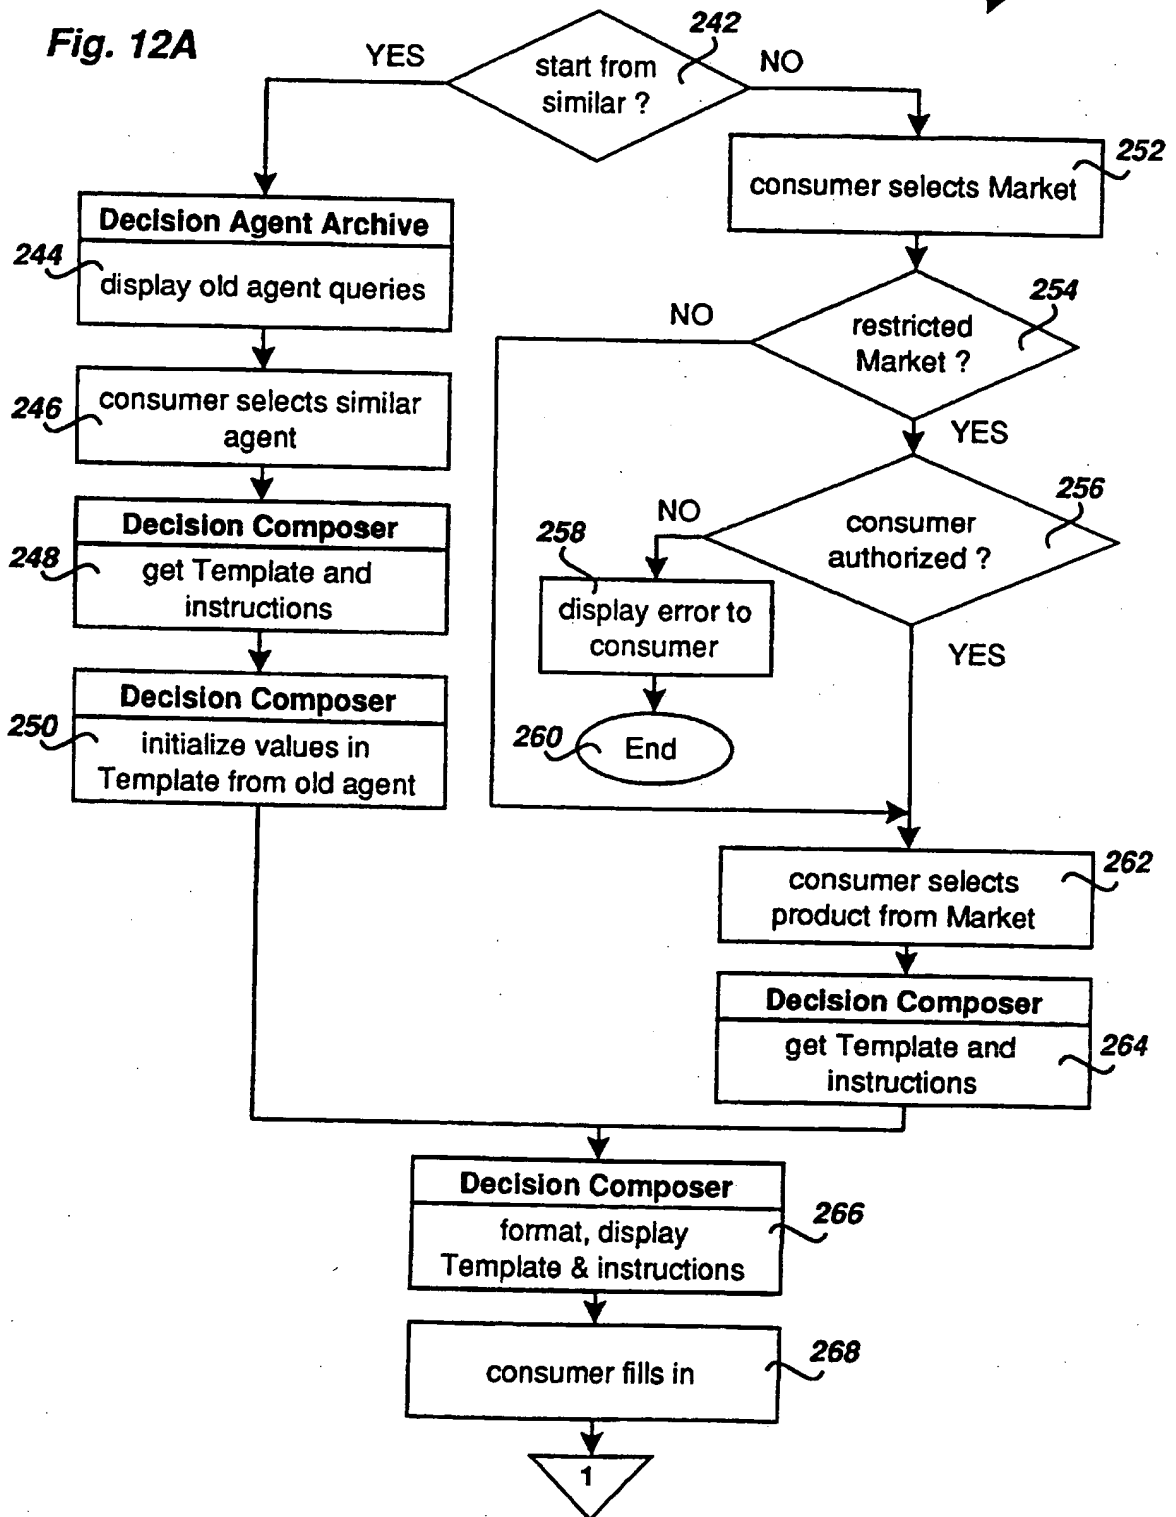 Fig. 12A
242
YES
start from
similar ?
NO
252
consumer selects Market
Decision Agent Archive
244
display old agent queries
254
NO
restricted
Market ?
YES
246
consumer selects similar
agent
256
NO
consumer
authorized ?
YES
Decision Composer
248
get Template and
instructions
258
display error to
consumer
Decision Composer
250
initialize values in
Template from old agent
260
End
262
consumer selects
product from Market
Decision Composer
264
get Template and
instructions
Decision Composer
266
format, display
Template & instructions
268
consumer fills in
1